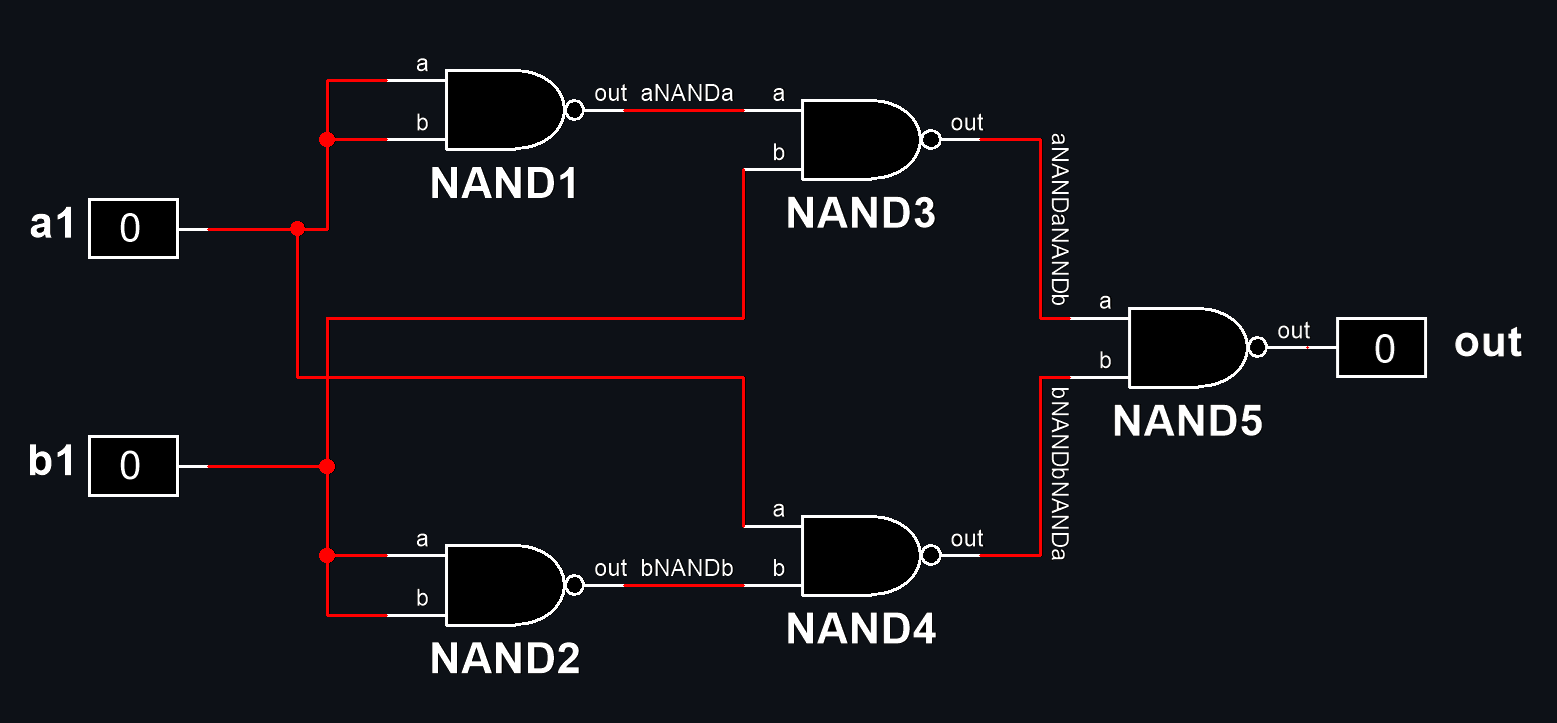 a
out aNANDa
a
b
out
b
NAND1
aNANDaNANDb
NAND3
a1
0
a
out
0
out
b
NAND5
bNANDbNANDa
b1
0
a
a
out
out bNANDb
b
b
NAND4
NAND2